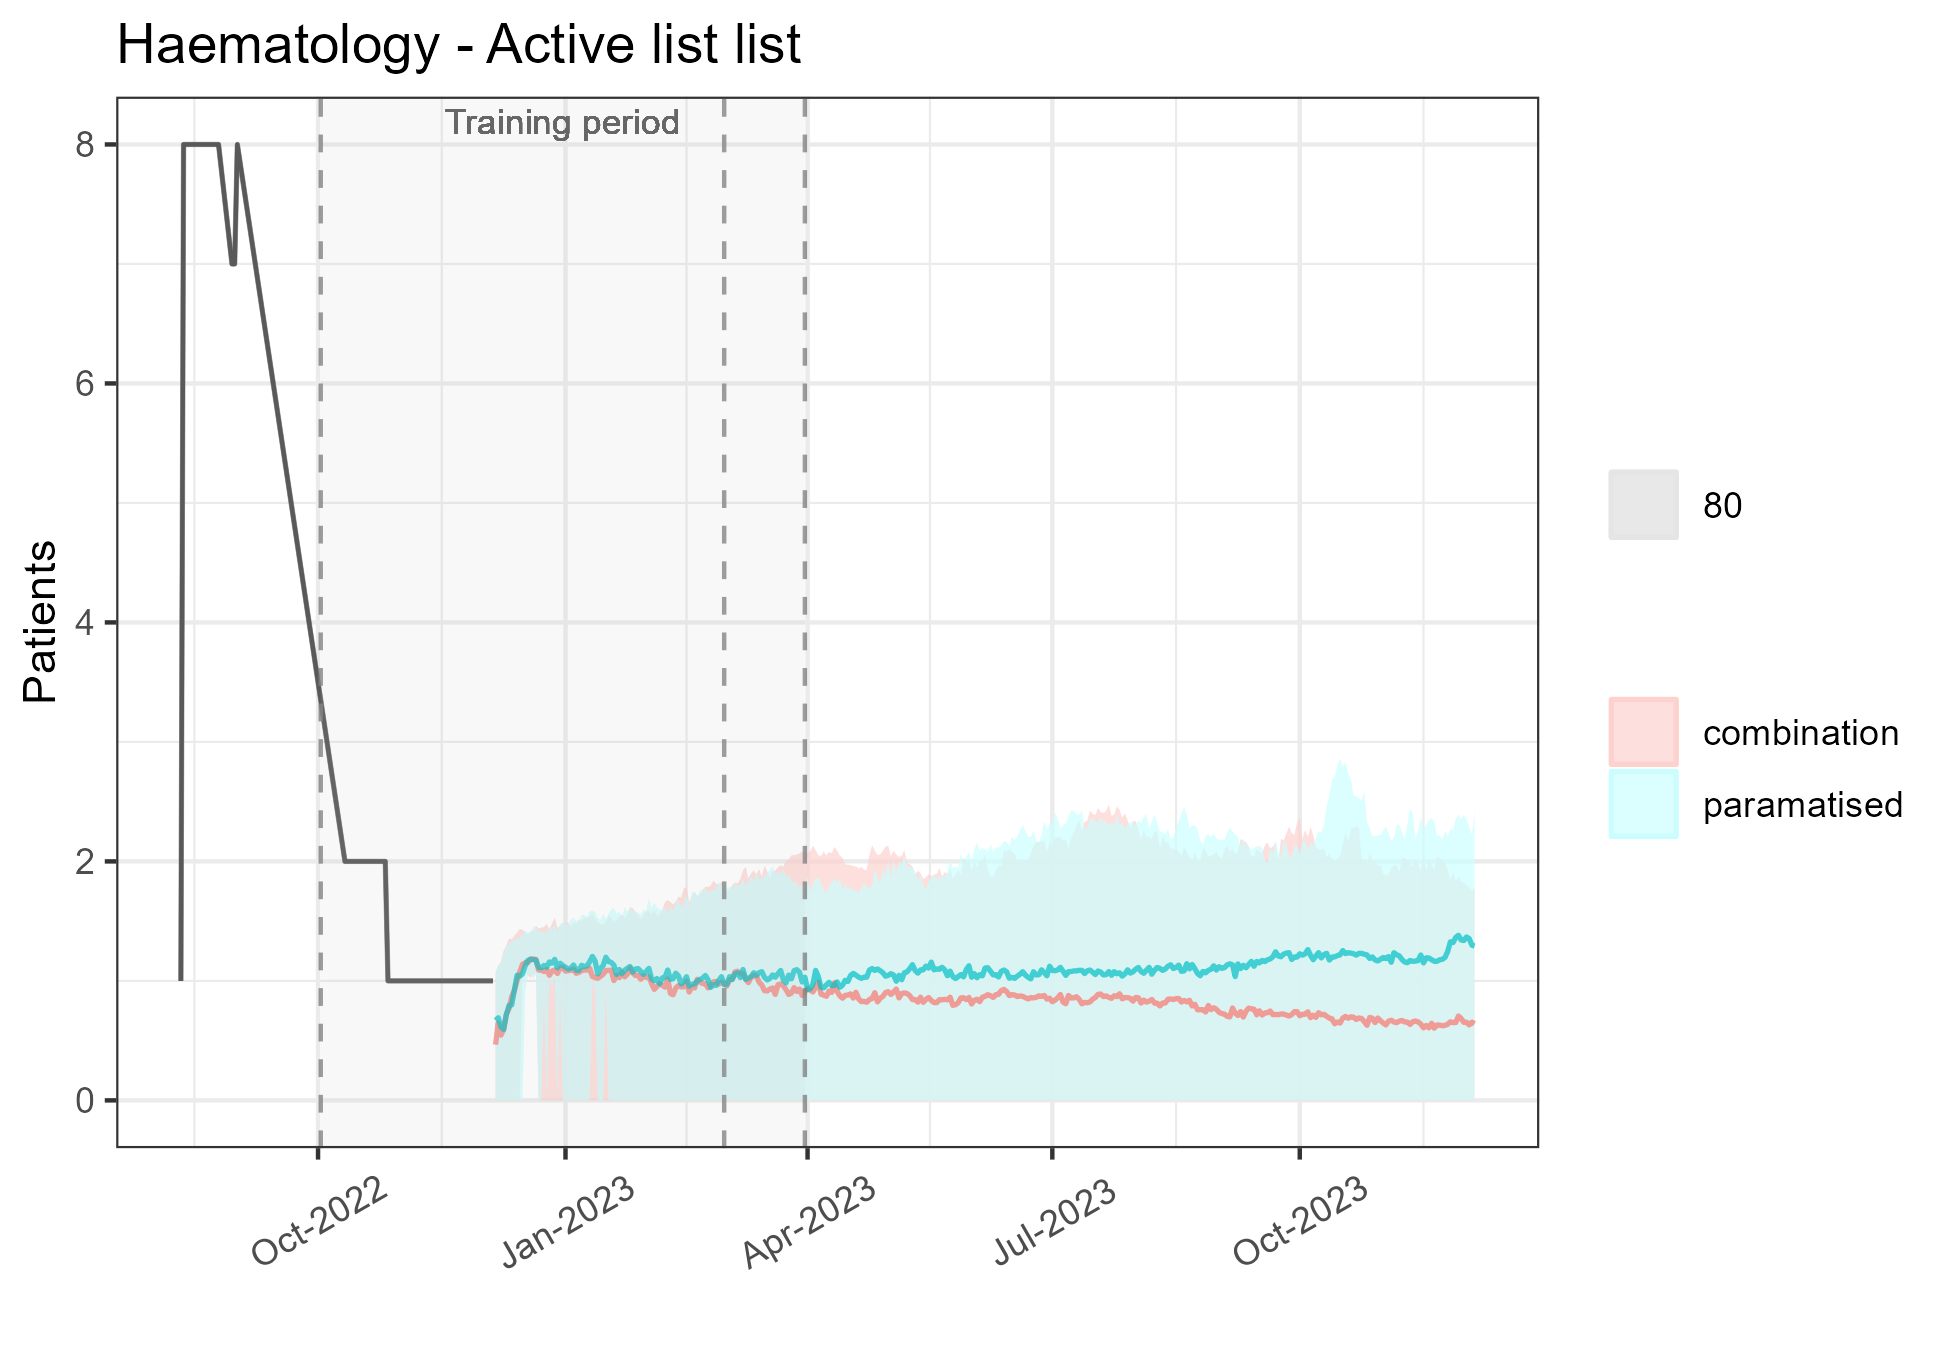 Haematology - Active list list
Training period
Patients
8
6
4
2
0
Oct-2022
Jan-2023
Apr-2023
Jul-2023
Oct-2023
80
combination
paramatised